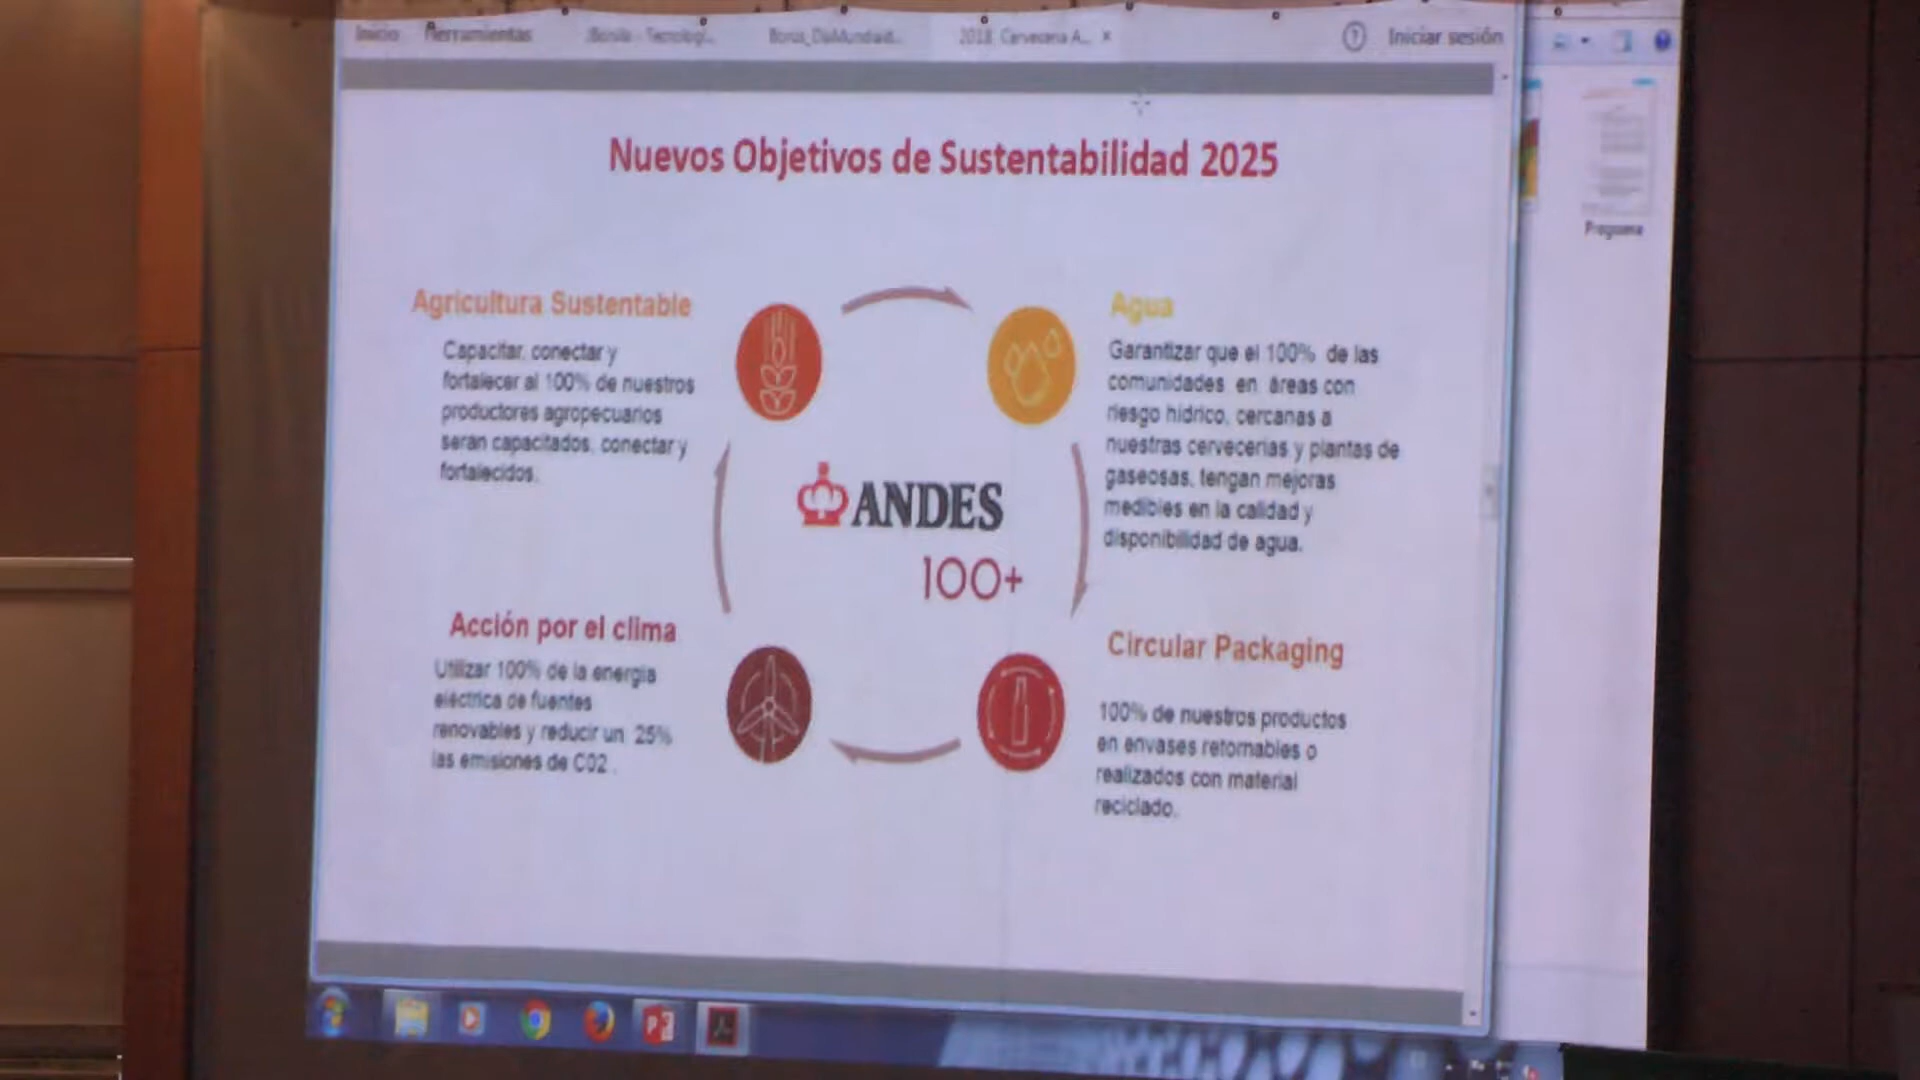 Inicio Herramientas 2018. Cerveceria A... × ? Iniciar sesión
Nuevos Objetivos de Sustentabilidad 2025
Programa
Agricultura Sustentable
Capacitar, conectar y
fortalecer al 100% de nuestros
productores agropecuarios
serán capacitados, conectar y
fortalecidos.
Agua
Garantizar que el 100% de las
comunidades en áreas con
riesgo hídrico, cercanas a
nuestras cervecerías y plantas de
gaseosas, tengan mejoras
medibles en la calidad y
disponibilidad de agua.
ANDES
100+
Acción por el clima
Utilizar 100% de la energía
eléctrica de fuentes
renovables y reducir un 25%
las emisiones de C02 .
Circular Packaging
100% de nuestros productos
en envases retornables o
realizados con material
reciclado.